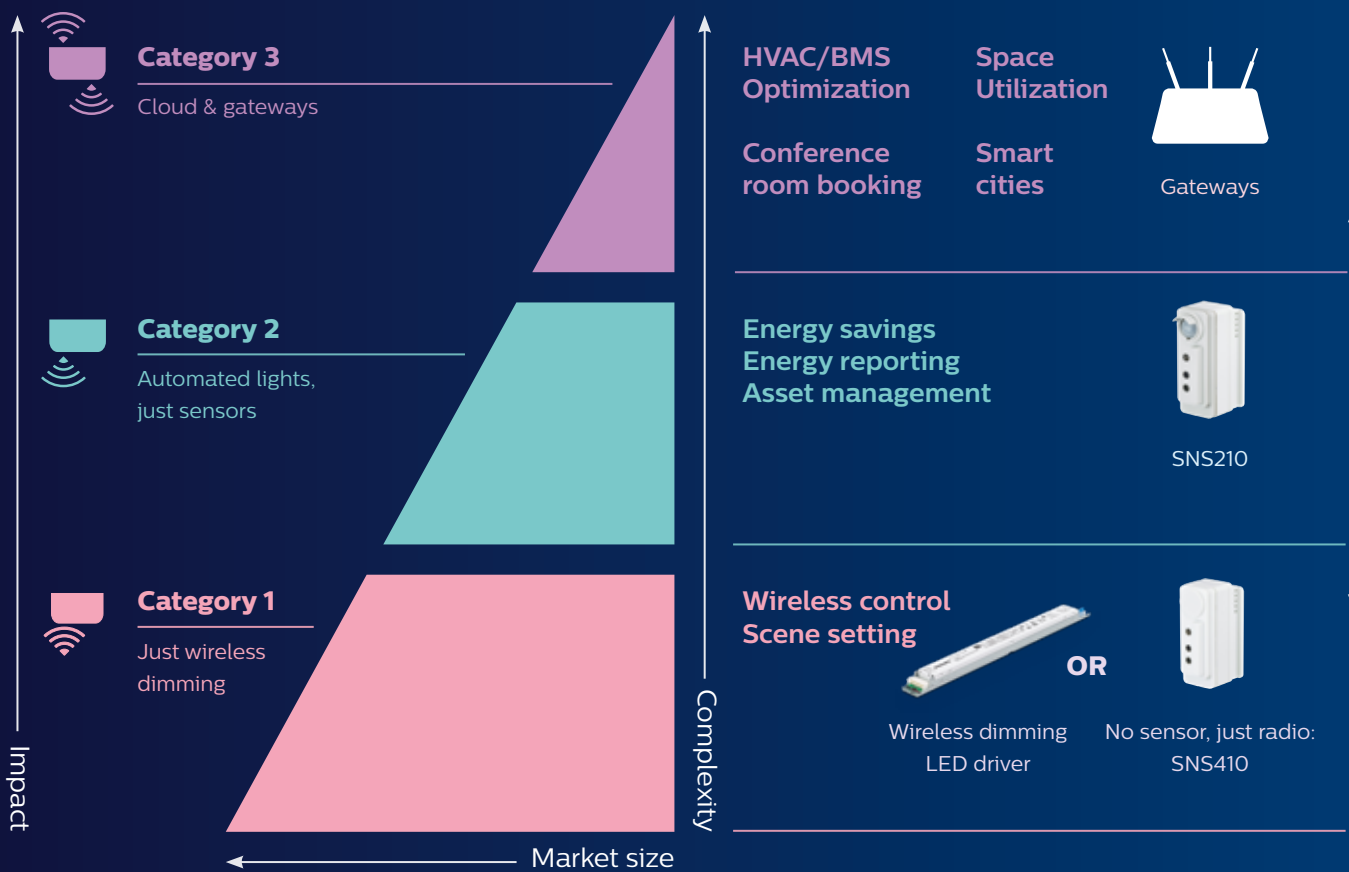 Category 3
Cloud & gateways
HVAC/BMS
Optimization
Space
Utilization
Conference
room booking
Smart
cities
Gateways
Category 2
Automated lights,
just sensors
Energy savings
Energy reporting
Asset management
SNS210
Category 1
Just wireless
dimming
Wireless control
Scene setting
OR
Wireless dimming
LED driver
No sensor, just radio:
SNS410
Impact
Complexity
Market size